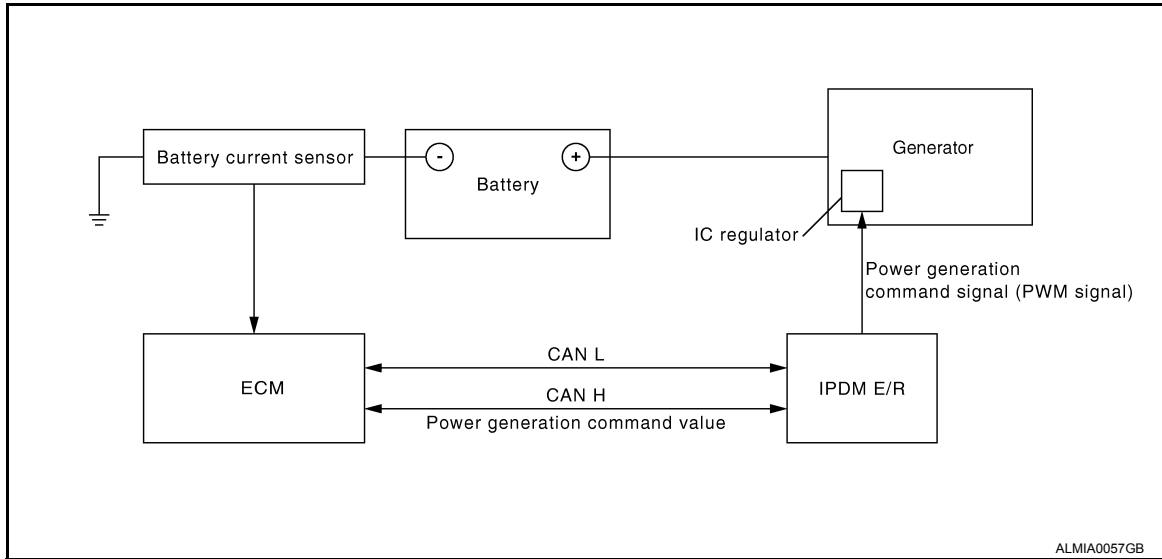 Battery current sensor
-
+
Battery
Generator
IC regulator
Power generation
command signal (PWM signal)
ECM
CAN L
CAN H
Power generation command value
IPDM E/R
ALMIA0057GB